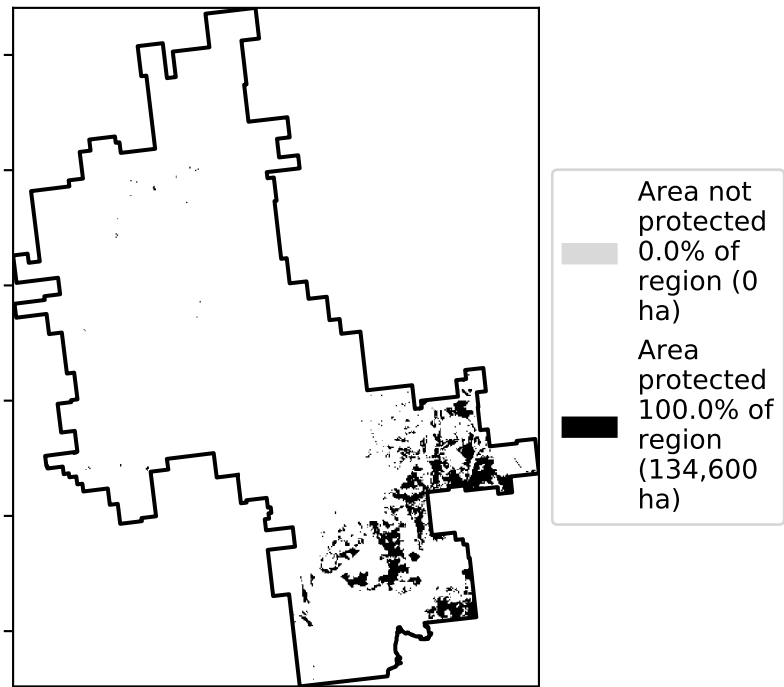 Area not
protected
0.0% of
region (0
ha)
Area
protected
100.0% of
region
(134,600
ha)